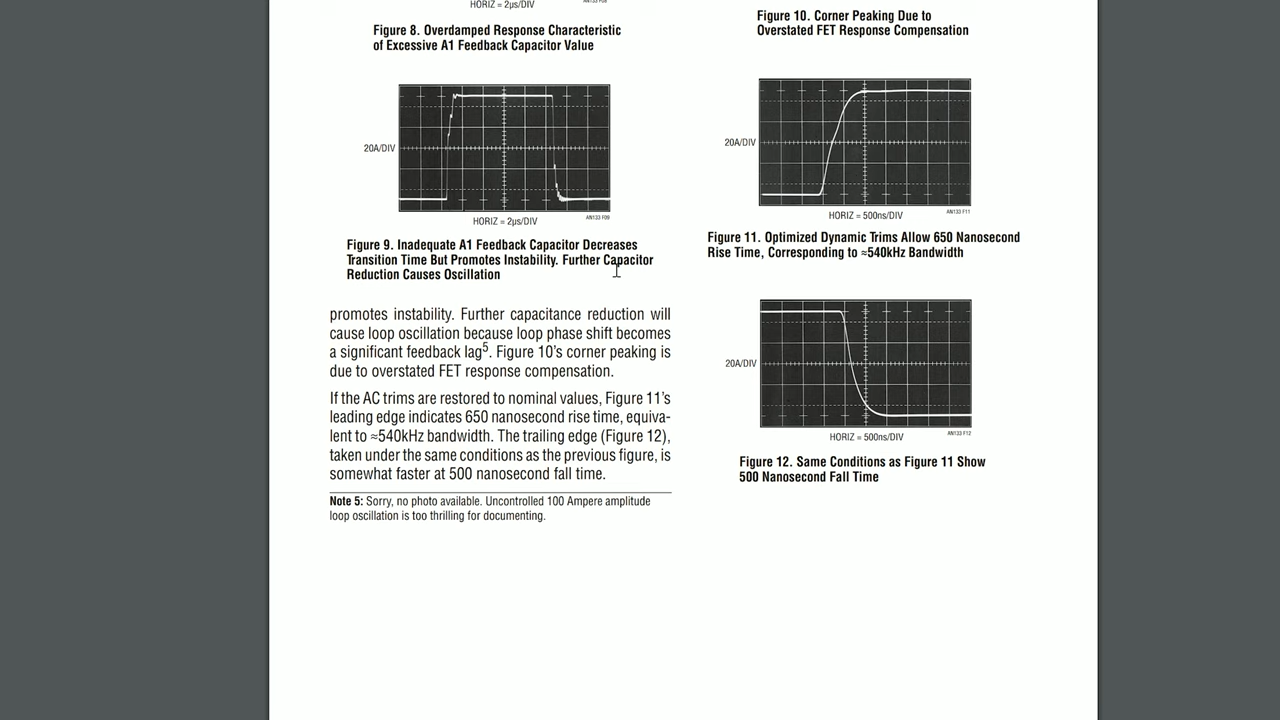 HORIZ = 2µs/DIV
Figure 8. Overdamped Response Characteristic
of Excessive A1 Feedback Capacitor Value
20A/DIV
HORIZ = 2µs/DIV
AN133 F09
Figure 9. Inadequate A1 Feedback Capacitor Decreases
Transition Time But Promotes Instability. Further Capacitor
Reduction Causes Oscillation
promotes instability. Further capacitance reduction will
cause loop oscillation because loop phase shift becomes
a significant feedback lag5. Figure 10’s corner peaking is
due to overstated FET response compensation.
If the AC trims are restored to nominal values, Figure 11’s
leading edge indicates 650 nanosecond rise time, equiva-
lent to ≈540kHz bandwidth. The trailing edge (Figure 12),
taken under the same conditions as the previous figure, is
somewhat faster at 500 nanosecond fall time.
Note 5: Sorry, no photo available. Uncontrolled 100 Ampere amplitude
loop oscillation is too thrilling for documenting.
Figure 10. Corner Peaking Due to
Overstated FET Response Compensation
20A/DIV
HORIZ = 500ns/DIV
AN133 F11
Figure 11. Optimized Dynamic Trims Allow 650 Nanosecond
Rise Time, Corresponding to ≈540kHz Bandwidth
20A/DIV
HORIZ = 500ns/DIV
AN133 F12
Figure 12. Same Conditions as Figure 11 Show
500 Nanosecond Fall Time